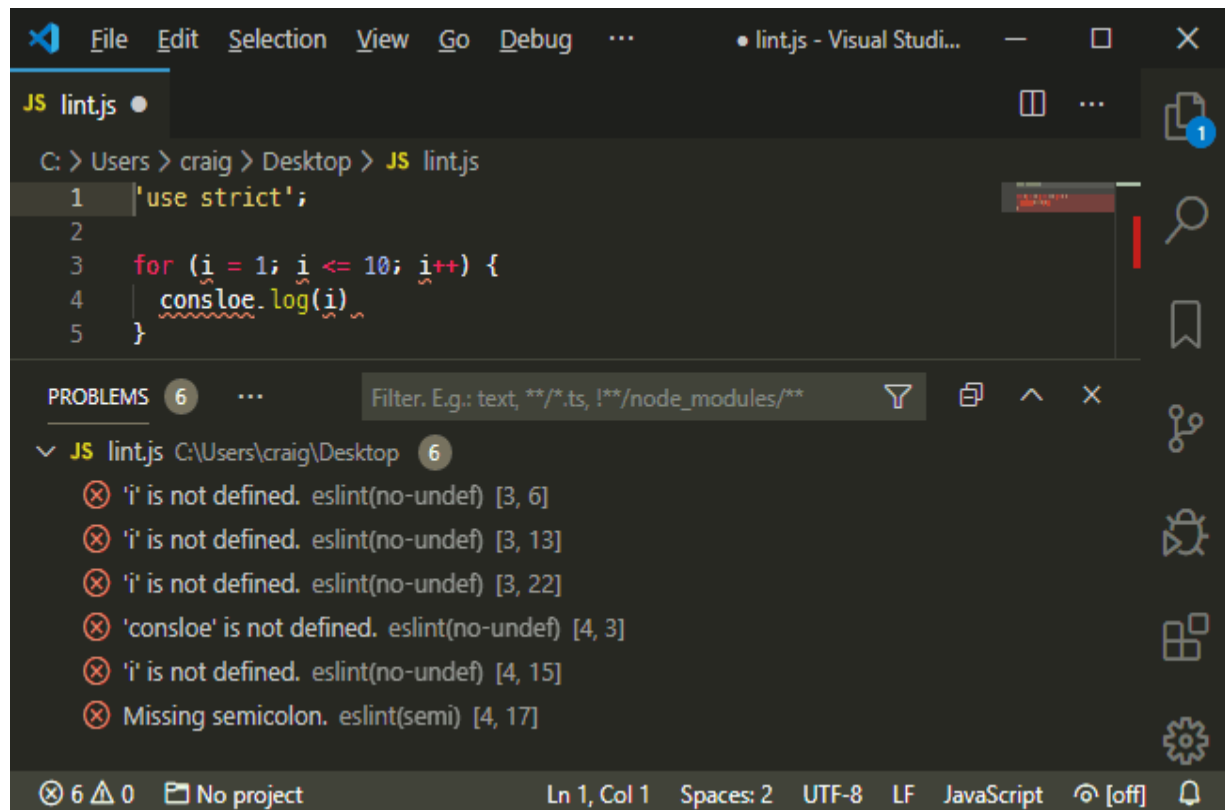 File Edit Selection View Go Debug ··· ● lint.js - Visual Studi...
JS lint.js ●
C: > Users > craig > Desktop > JS lint.js
1 'use strict';
2
3 for (i = 1; i <= 10; i++) {
4 consloe.log(i)
5 }
1
PROBLEMS 6 ··· Filter. E.g.: text, **/*.ts, !**/node_modules/**
JS lint.js C:\Users\craig\Desktop 6
'i' is not defined. eslint(no-undef) [3, 6]
'i' is not defined. eslint(no-undef) [3, 13]
'i' is not defined. eslint(no-undef) [3, 22]
'consloe' is not defined. eslint(no-undef) [4, 3]
'i' is not defined. eslint(no-undef) [4, 15]
Missing semicolon. eslint(semi) [4, 17]
6 0 No project Ln 1, Col 1 Spaces: 2 UTF-8 LF JavaScript [off]